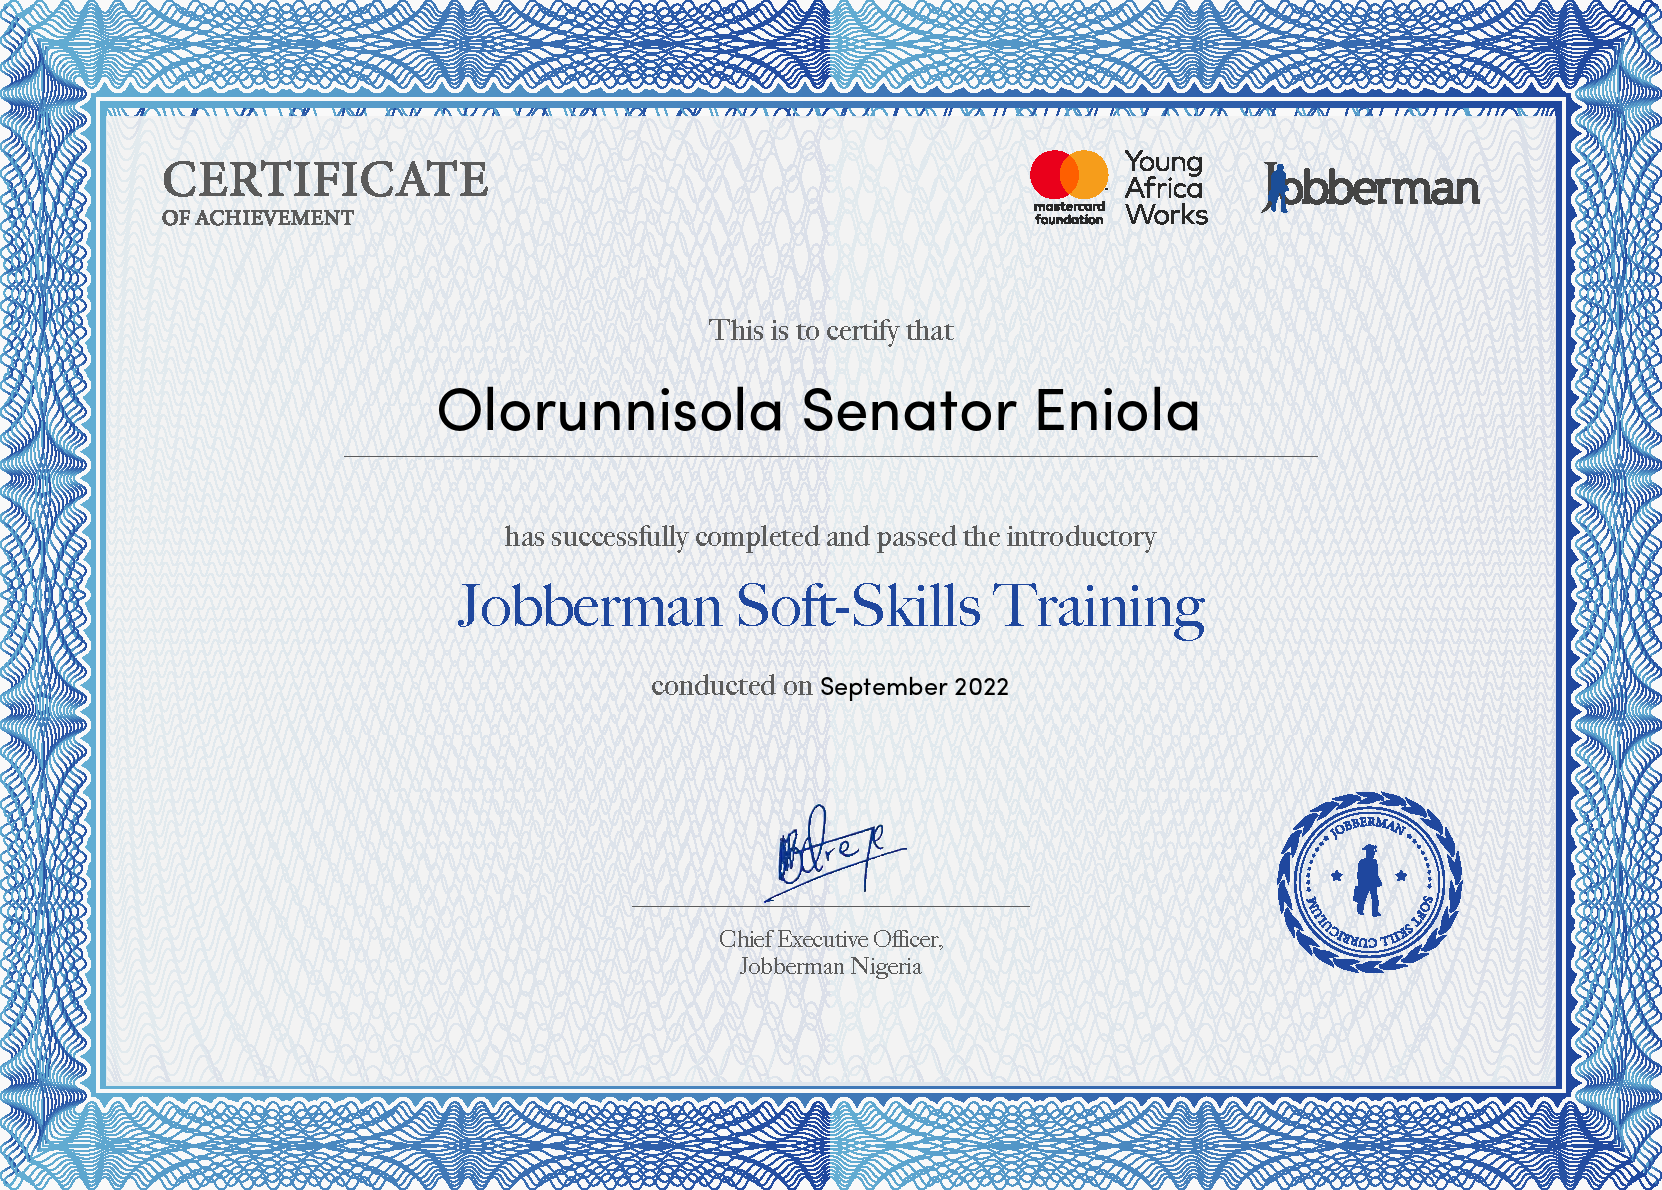 CERTIFICATE
OF ACHIEVEMENT
mastercard
foundation
Young
Africa
Works
Jobberman
This is to certify that
Olorunnisola Senator Eniola
has successfully completed and passed the introductory
Jobberman Soft-Skills Training
conducted on September 2022
Chief Executive Officer,
Jobberman Nigeria
JOBBERMAN
SOFT SKILL CURRICULUM